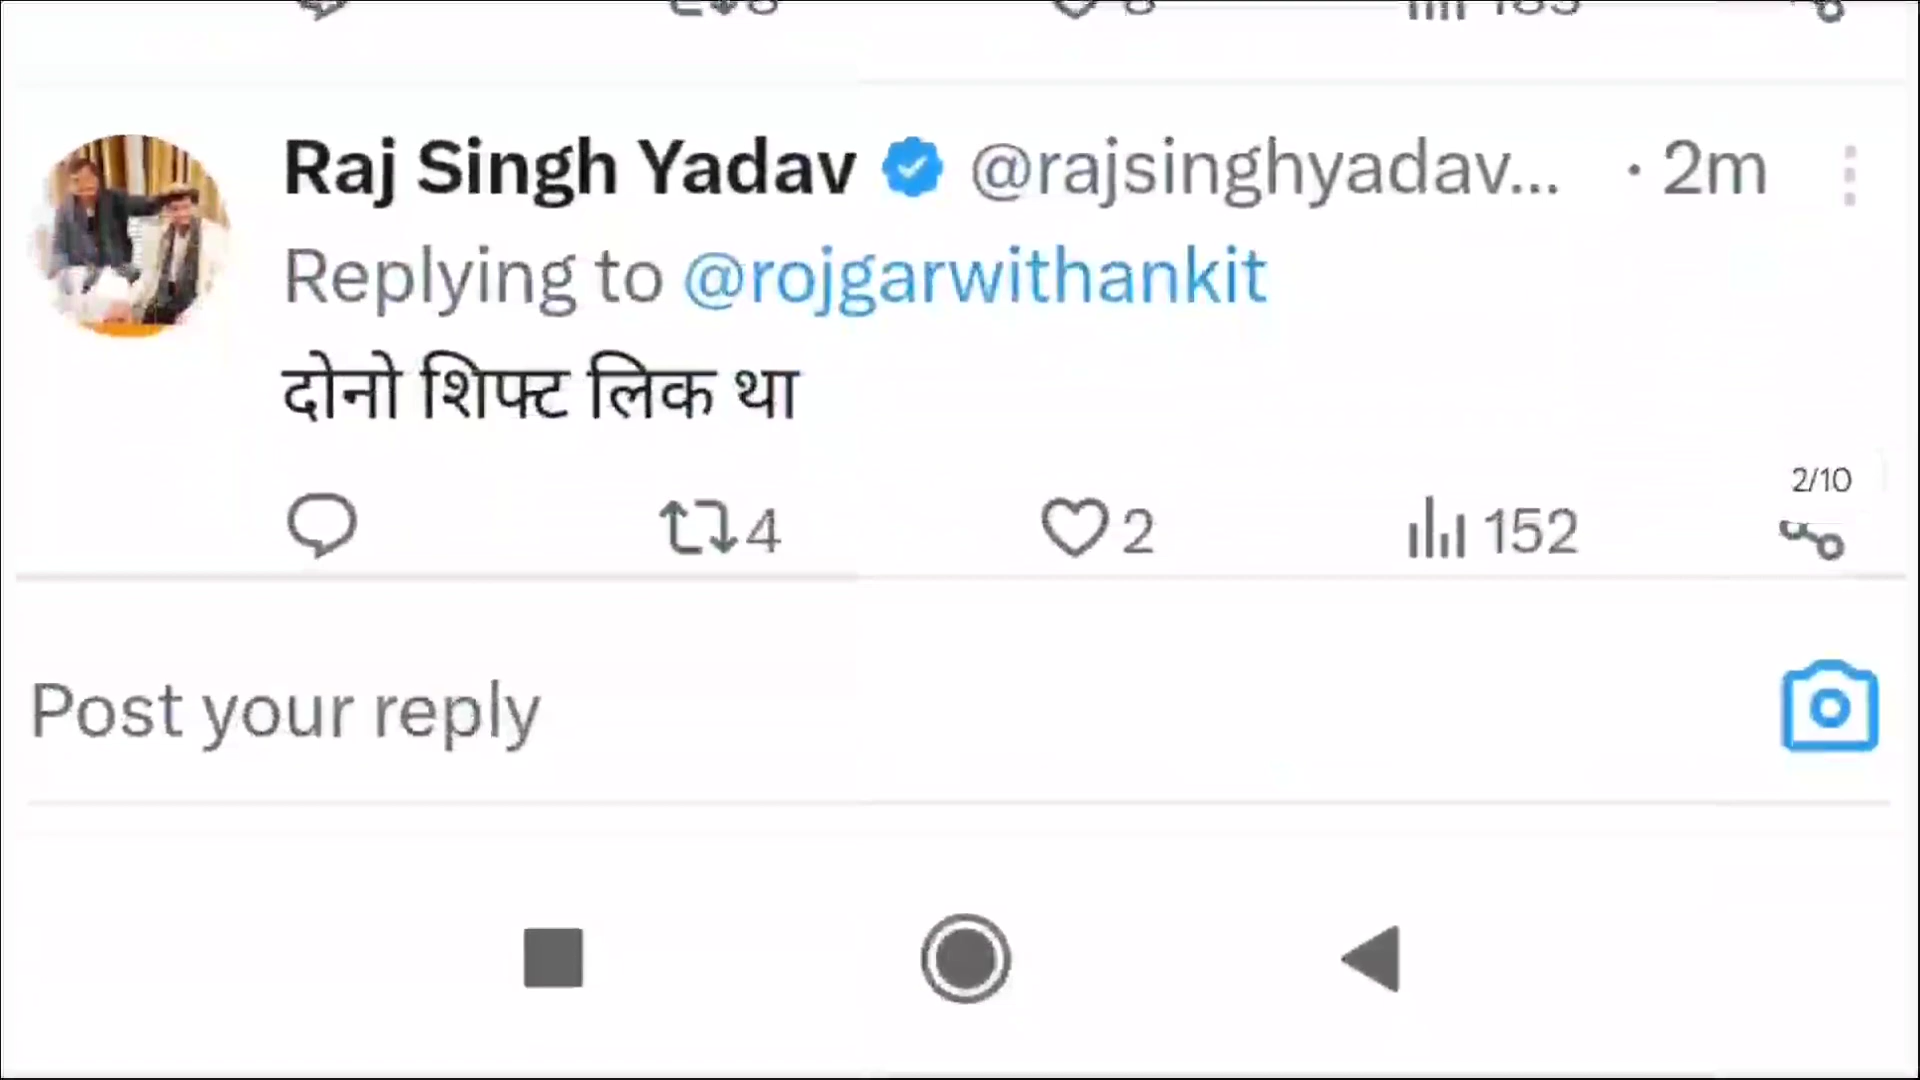 Raj Singh Yadav @rajsinghyadav... · 2m
Replying to @rojgarwithankit
दोनो शिफ्ट लिक था
4 2 152
2/10
Post your reply